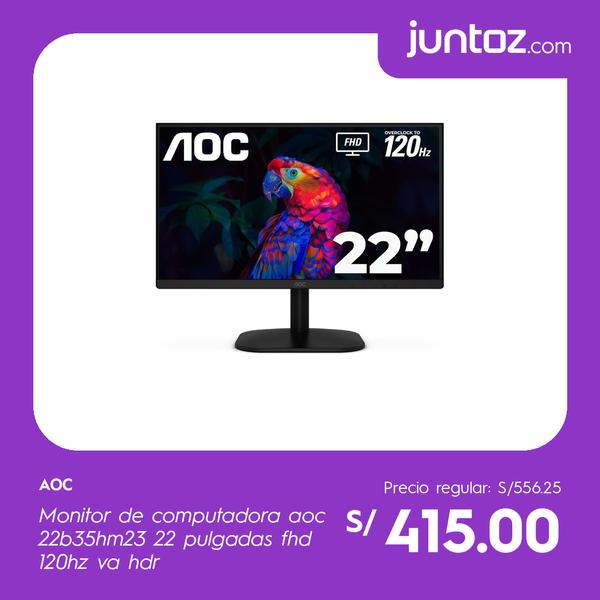 juntoz.com
AOC
FHD
OVERCLOCK TO
120Hz
22”
AOC
AOC
Precio regular: S/556.25
Monitor de computadora aoc
22b35hm23 22 pulgadas fhd
120hz va hdr
S/ 415.00